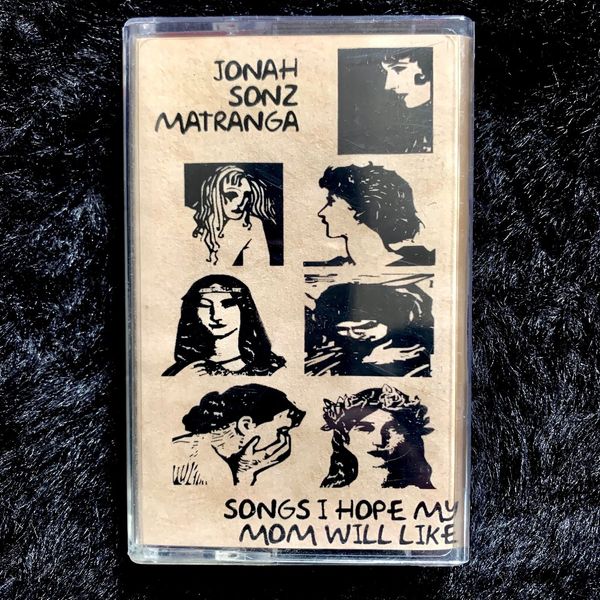 JONAH
SONZ
MATRANGA
SONGS I HOPE MY
MOM WILL LIKE